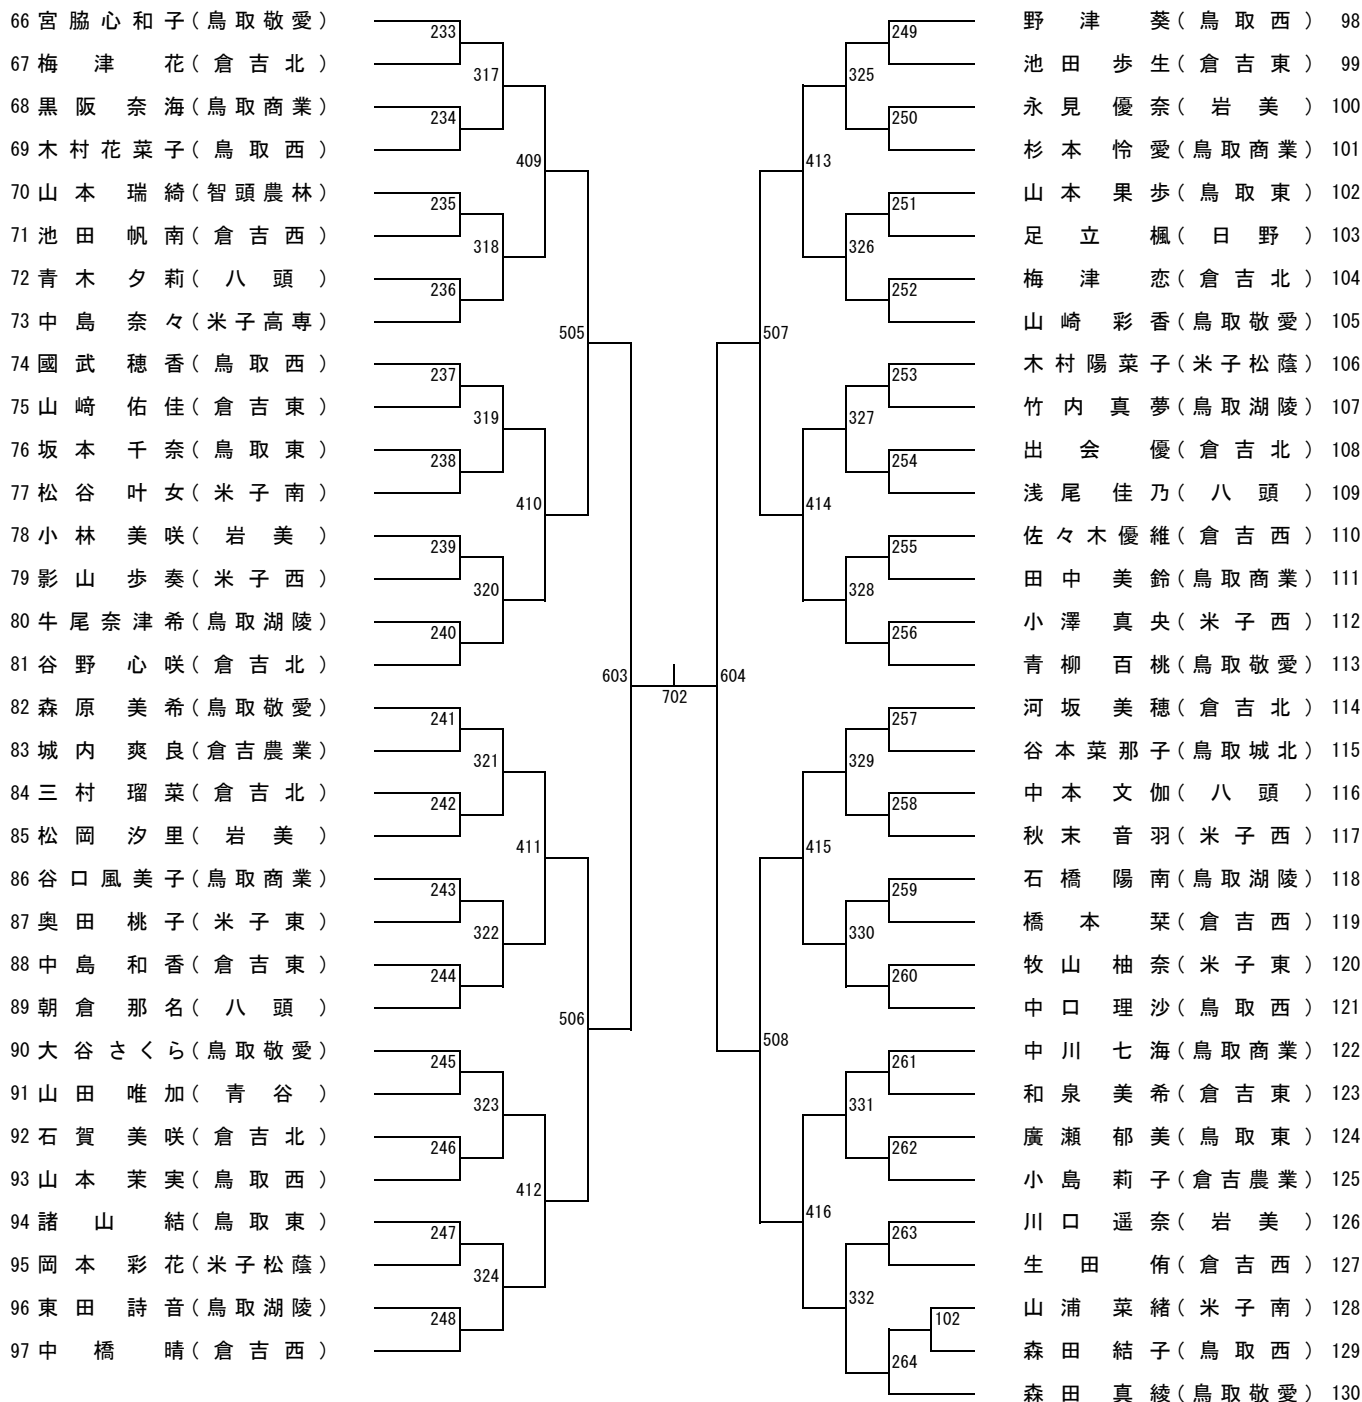 66 宮脇心和子(鳥取敬愛)
67 梅津花(倉吉北)
68 黒阪奈海(鳥取商業)
69 木村花菜子(鳥取西)
70 山本瑞綺(智頭農林)
71 池田帆南(倉吉西)
72 青木夕莉(八頭)
73 中島奈々(米子高専)
74 國武穂香(鳥取西)
75 山﨑佑佳(倉吉東)
76 坂本千奈(鳥取東)
77 松谷叶女(米子南)
78 小林美咲(岩美)
79 影山歩奏(米子西)
80 牛尾奈津希(鳥取湖陵)
81 谷野心咲(倉吉北)
82 森原美希(鳥取敬愛)
83 城内爽良(倉吉農業)
84 三村瑠菜(倉吉北)
85 松岡汐里(岩美)
86 谷口風美子(鳥取商業)
87 奥田桃子(米子東)
88 中島和香(倉吉東)
89 朝倉那名(八頭)
90 大谷さくら(鳥取敬愛)
91 山田唯加(青谷)
92 石賀美咲(倉吉北)
93 山本茉実(鳥取西)
94 諸山結(鳥取東)
95 岡本彩花(米子松蔭)
96 東田詩音(鳥取湖陵)
97 中橋晴(倉吉西)
233
234
235
236
237
238
239
240
241
242
243
244
245
246
247
248
317
318
319
320
321
322
323
324
409
410
411
412
505
506
603
702
604
507
508
413
414
415
416
325
326
327
328
329
330
331
332
249
250
251
252
253
254
255
256
257
258
259
260
261
262
263
264
102
野津葵(鳥取西) 98
池田歩生(倉吉東) 99
永見優奈(岩美) 100
杉本怜愛(鳥取商業) 101
山本果歩(鳥取東) 102
足立楓(日野) 103
梅津恋(倉吉北) 104
山崎彩香(鳥取敬愛) 105
木村陽菜子(米子松蔭) 106
竹内真夢(鳥取湖陵) 107
出会優(倉吉北) 108
浅尾佳乃(八頭) 109
佐々木優維(倉吉西) 110
田中美鈴(鳥取商業) 111
小澤真央(米子西) 112
青柳百桃(鳥取敬愛) 113
河坂美穂(倉吉北) 114
谷本菜那子(鳥取城北) 115
中本文伽(八頭) 116
秋末音羽(米子西) 117
石橋陽南(鳥取湖陵) 118
橋本栞(倉吉西) 119
牧山柚奈(米子東) 120
中口理沙(鳥取西) 121
中川七海(鳥取商業) 122
和泉美希(倉吉東) 123
廣瀬郁美(鳥取東) 124
小島莉子(倉吉農業) 125
川口遥奈(岩美) 126
生田侑(倉吉西) 127
山浦菜緒(米子南) 128
森田結子(鳥取西) 129
森田真綾(鳥取敬愛) 130